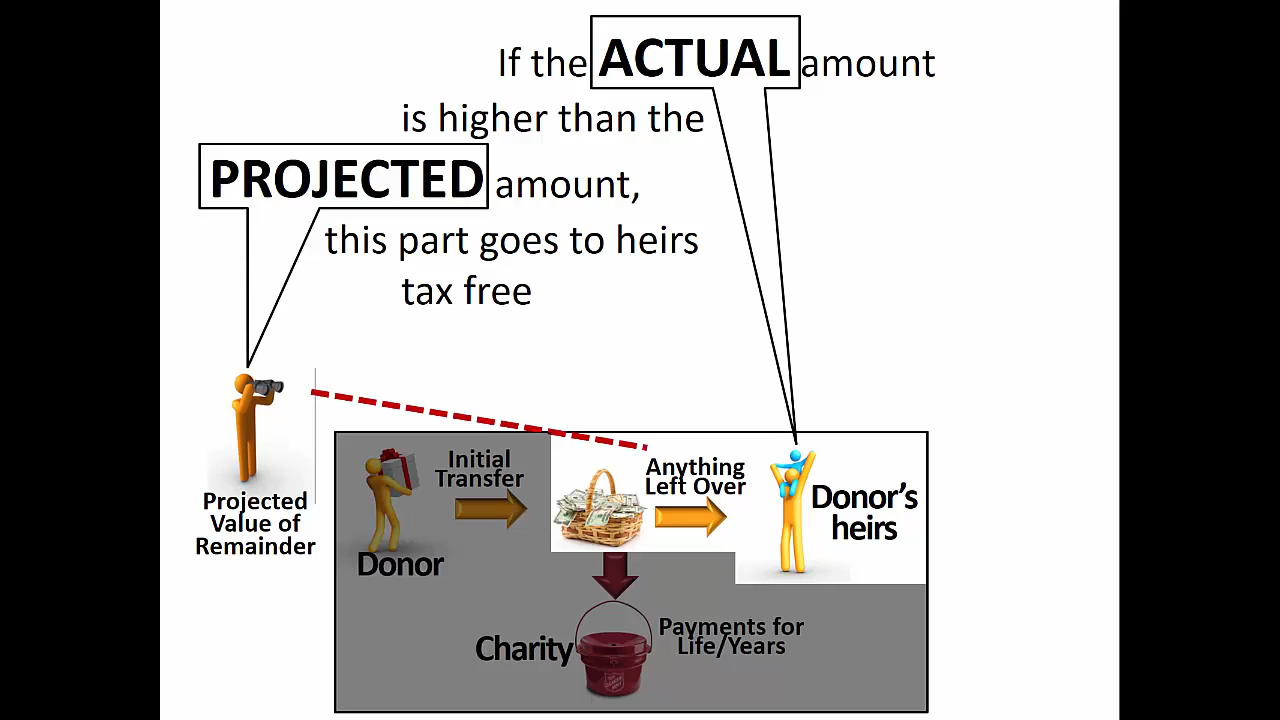 If the ACTUAL amount
is higher than the
PROJECTED amount,
this part goes to heirs
tax free
Projected
Value of
Remainder
Donor
Initial
Transfer
Anything
Left Over
Donor's
heirs
Charity
Payments for
Life/Years